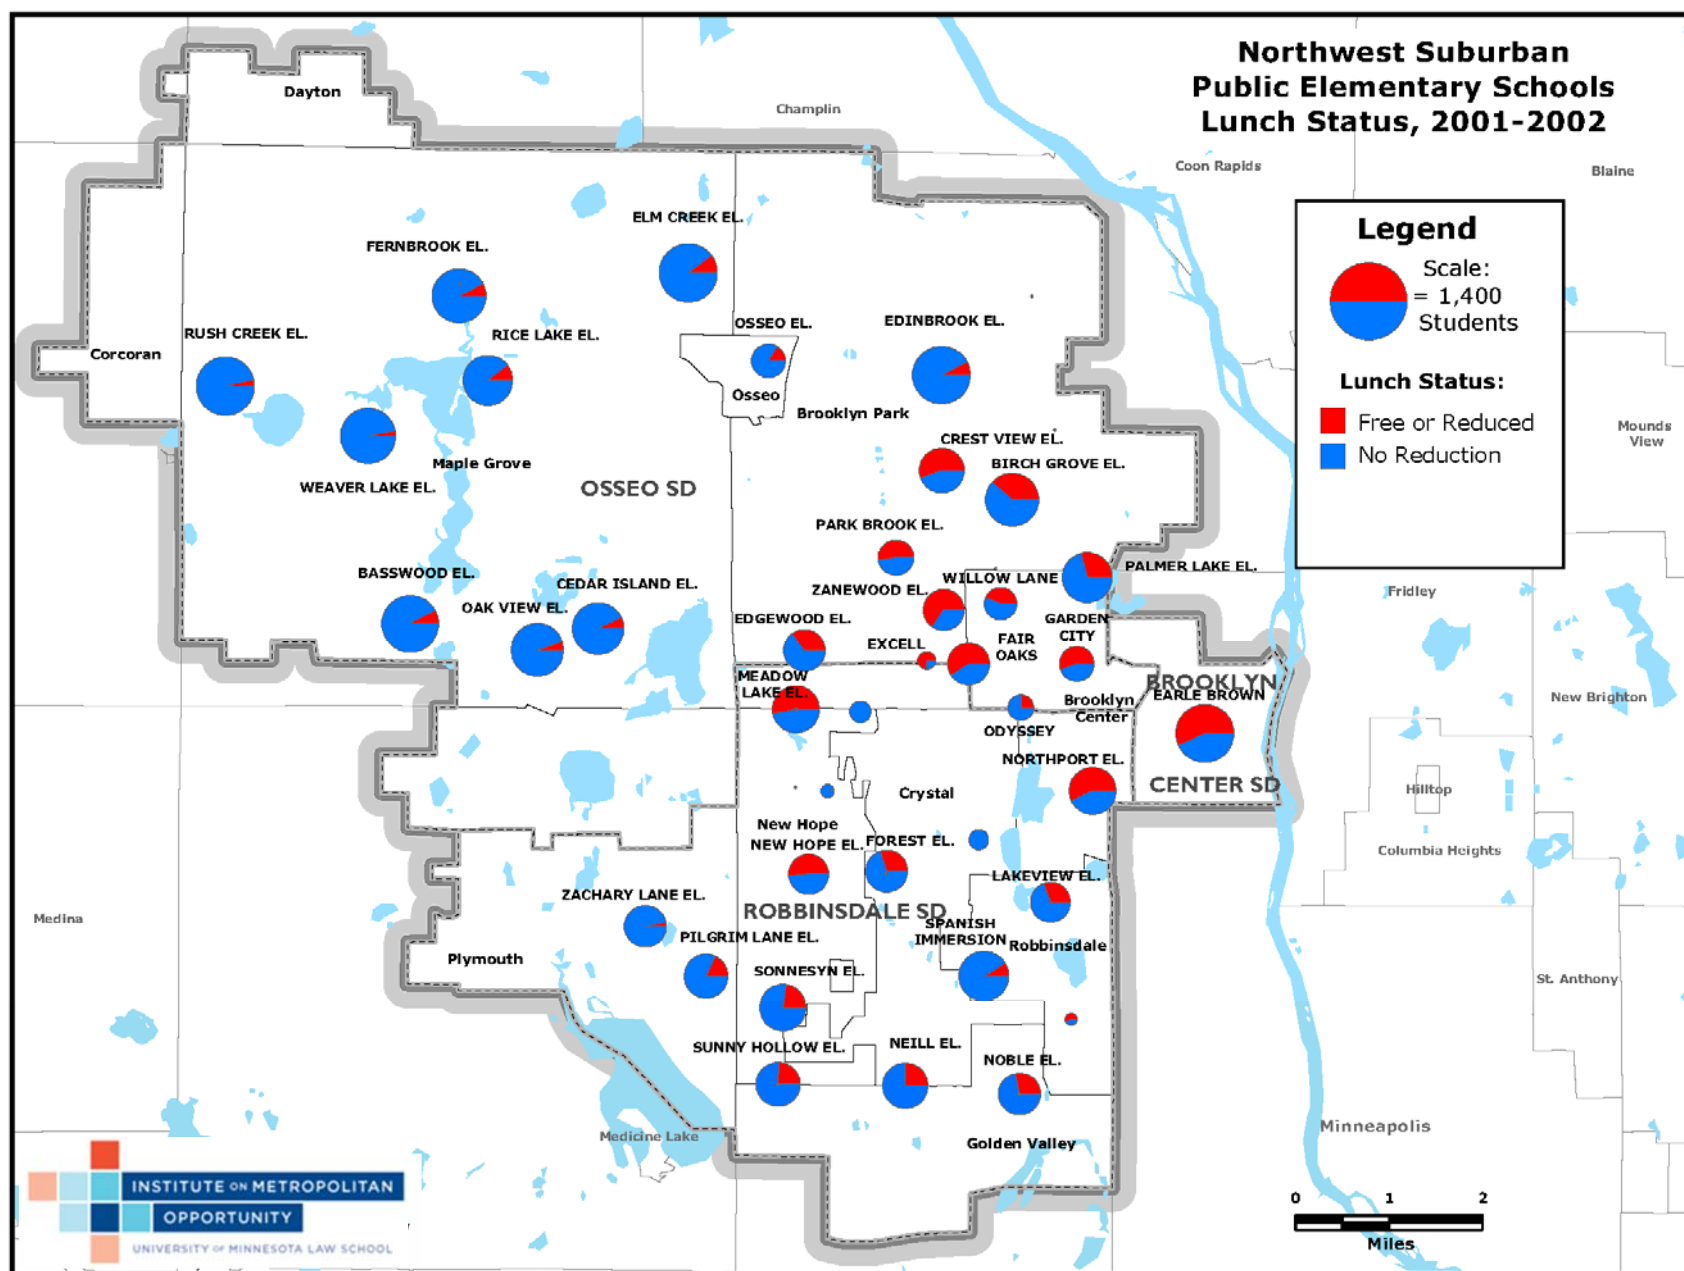 Northwest Suburban
Public Elementary Schools
Lunch Status, 2001-2002
Dayton
Champlin
Coon Rapids
Blaine
Legend
Scale:
= 1,400
Students
Lunch Status:
Free or Reduced
No Reduction
ELM CREEK EL.
FERNBROOK EL.
RUSH CREEK EL.
RICE LAKE EL.
OSSEO EL.
EDINBROOK EL.
Corcoran
Osseo
Brooklyn Park
Mounds
View
CREST VIEW EL.
BIRCH GROVE EL.
Maple Grove
WEAVER LAKE EL.
OSSEO SD
PARK BROOK EL.
PALMER LAKE EL.
BASSWOOD EL.
CEDAR ISLAND EL.
WILLOW LANE
ZANEWOOD EL.
Fridley
OAK VIEW EL.
EDGEWOOD EL.
GARDEN
CITY
EXCELL
FAIR
OAKS
MEADOW
LAKE EL.
BROOKLYN
EARLE BROWN
New Brighton
Brooklyn
Center
ODYSSEY
NORTHPORT EL.
CENTER SD
Hilltop
Crystal
New Hope
NEW HOPE EL.
FOREST EL.
Columbia Heights
LAKEVIEW EL.
ZACHARY LANE EL.
ROBBINSDALE SD
Medina
SPANISH
IMMERSION
Robbinsdale
PILGRIM LANE EL.
Plymouth
SONNESYN EL.
St. Anthony
SUNNY HOLLOW EL.
NEILL EL.
NOBLE EL.
Medicine Lake
Golden Valley
Minneapolis
INSTITUTE ON METROPOLITAN
OPPORTUNITY
UNIVERSITY OF MINNESOTA LAW SCHOOL
0 1 2
Miles